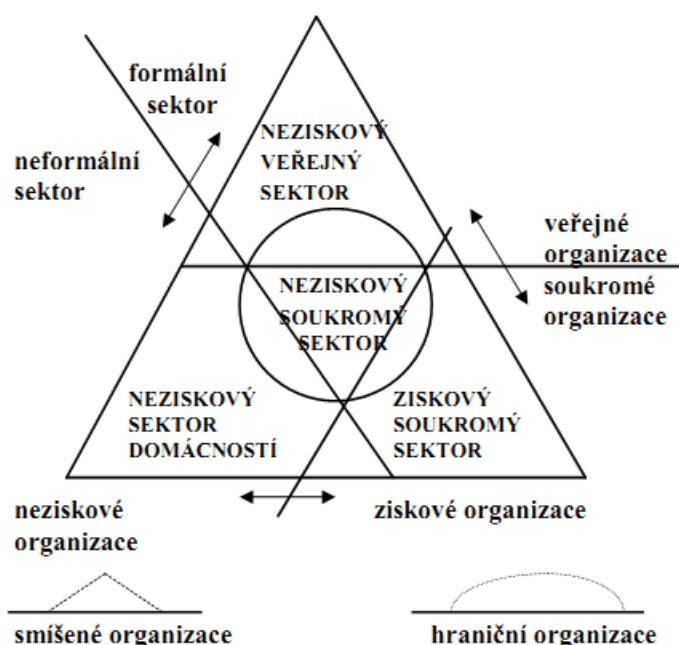 formální
sektor
neformální
sektor
NEZISKOVÝ
VEŘEJNÝ
SEKTOR
veřejné
organizace
soukromé
organizace
NEZISKOVÝ
SOUKROMÝ
SEKTOR
NEZISKOVÝ
SEKTOR
DOMÁCNOSTÍ
ZISKOVÝ
SOUKROMÝ
SEKTOR
neziskové
organizace
ziskové organizace
smíšené organizace
hraniční organizace